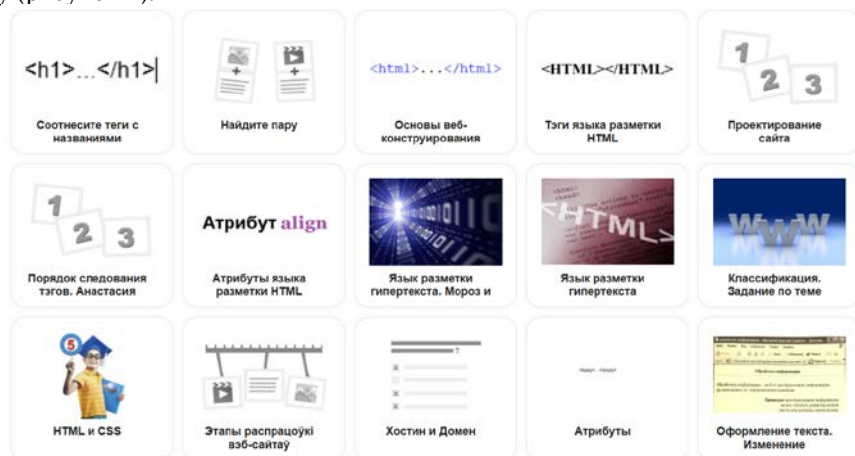 <h1>...</h1>
<html>...</html>
<HTML></HTML>
1
2
3
Соотнесите теги с
названиями
Найдите пару
Основы веб-
конструирования
Тэги языка разметки
HTML
Проектирование
сайта
1
2
3
Атрибут align
<HTML>
WWW
Порядок следования
тэгов. Анастасия
Атрибуты языка
разметки HTML
Язык разметки
гипертекста. Мороз и
Язык разметки
гипертекста
Классификация.
Задание по теме
5
HTML и CSS
Этапы распрацоўкі
вэб-сайтаў
Хостин и Домен
Атрибуты
Оформление текста.
Изменение